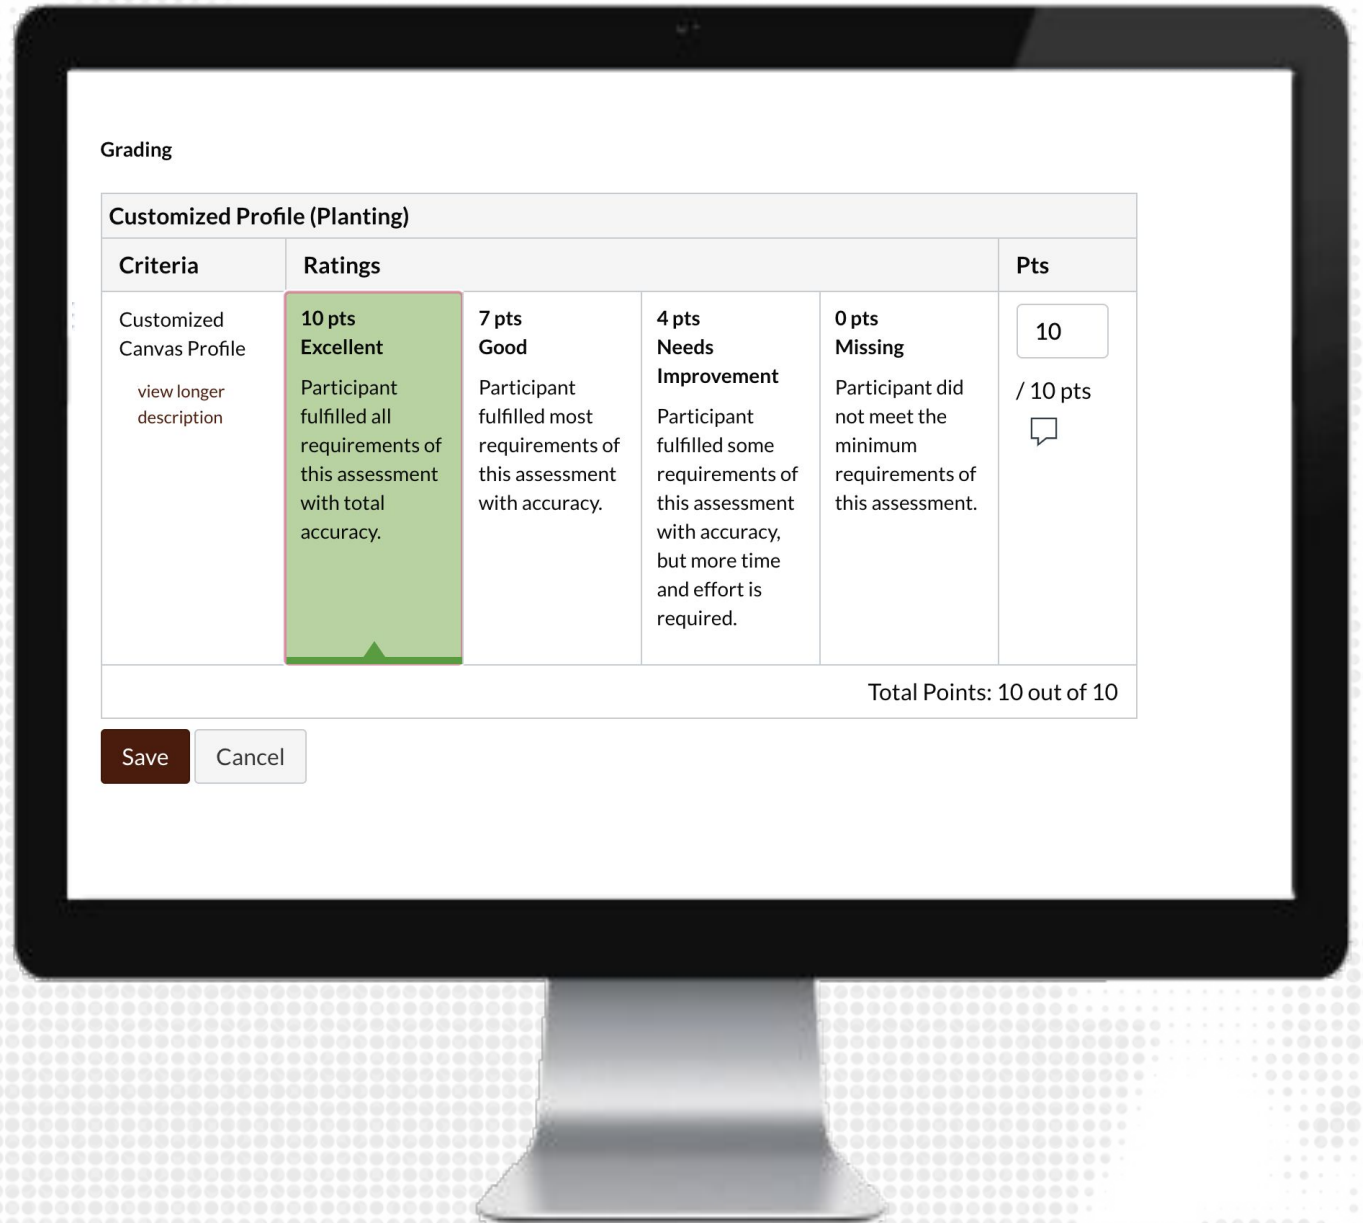 Grading
Customized Profile (Planting)
Criteria
Ratings
Pts
Customized
Canvas Profile
view longer
description
10 pts
Excellent
Participant
fulfilled all
requirements of
this assessment
with total
accuracy.
7 pts
Good
Participant
fulfilled most
requirements of
this assessment
with accuracy.
4 pts
Needs
Improvement
Participant
fulfilled some
requirements of
this assessment
with accuracy,
but more time
and effort is
required.
0 pts
Missing
Participant did
not meet the
minimum
requirements of
this assessment.
10
/ 10 pts
Total Points: 10 out of 10
Save
Cancel